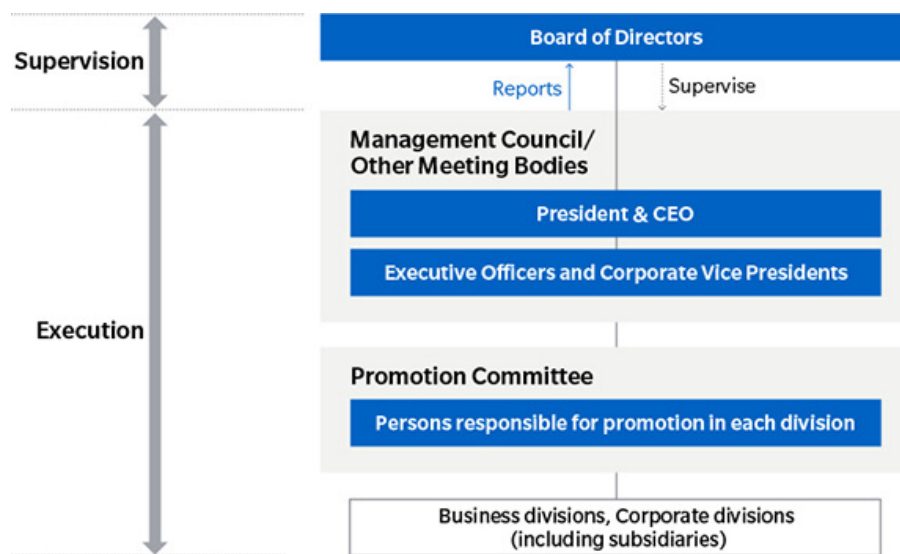 Supervision
Board of Directors
Reports
Supervise
Execution
Management Council/
Other Meeting Bodies
President & CEO
Executive Officers and Corporate Vice Presidents
Promotion Committee
Persons responsible for promotion in each division
Business divisions, Corporate divisions
(including subsidiaries)